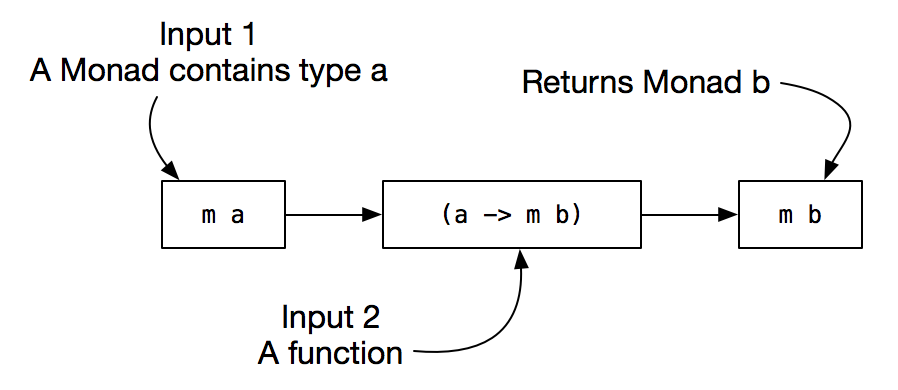 Input 1
A Monad contains type a
Returns Monad b
m a
(a -> m b)
m b
Input 2
A function